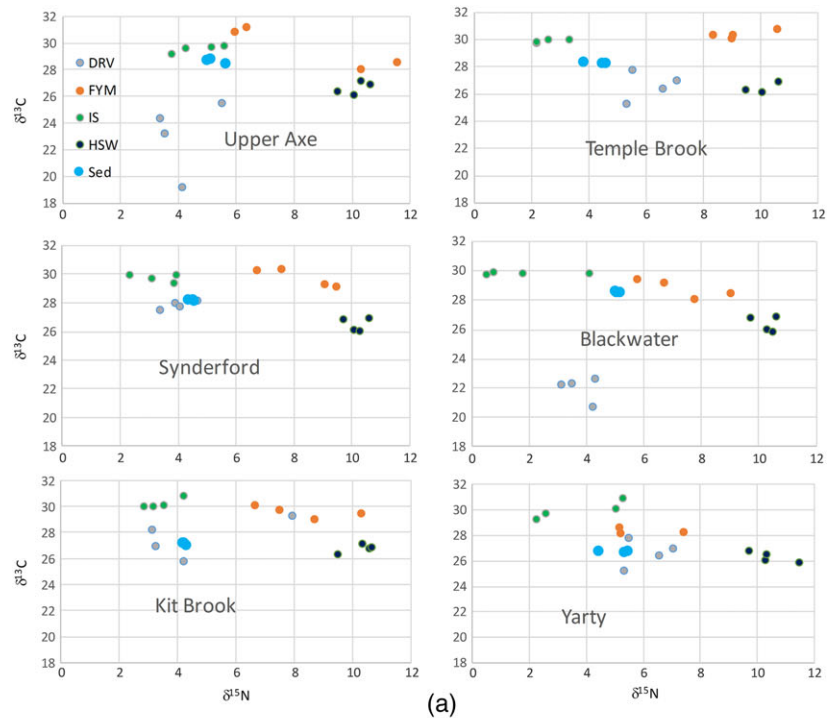 32
30
28
26
24
22
20
18
δ¹³C
DRV
FYM
IS
HSW
Sed
Upper Axe
0 2 4 6 8 10 12
32
30
28
26
24
22
20
18
Temple Brook
0 2 4 6 8 10 12
32
30
28
26
24
22
20
18
δ¹³C
Synderford
0 2 4 6 8 10 12
32
30
28
26
24
22
20
18
Blackwater
0 2 4 6 8 10 12
32
30
28
26
24
22
20
18
δ¹³C
Kit Brook
0 2 4 6 8 10 12
δ¹⁵N
32
30
28
26
24
22
20
18
Yarty
0 2 4 6 8 10 12
δ¹⁵N
(a)